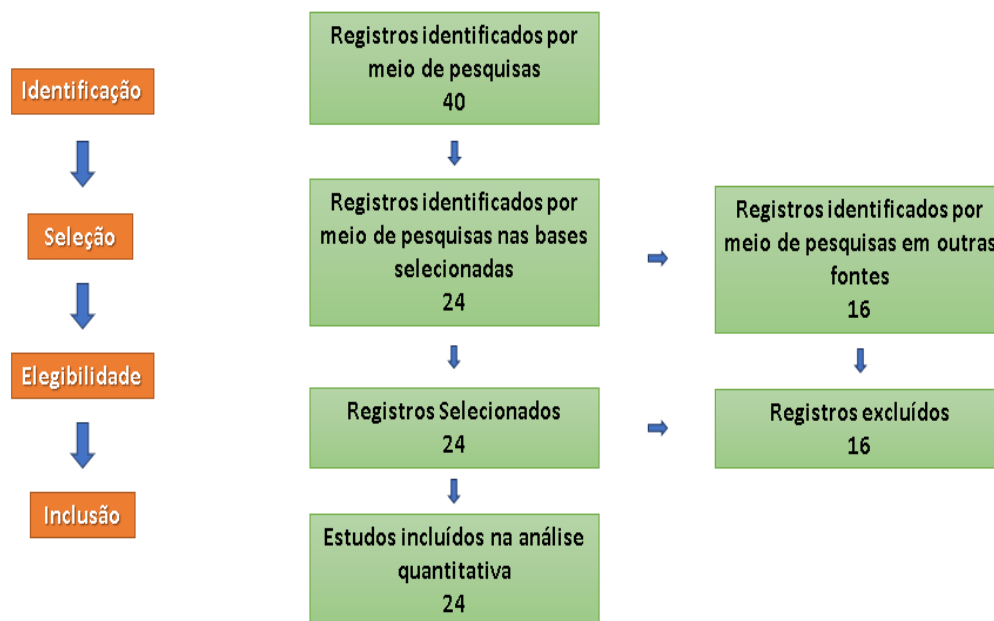 Identificação
Seleção
Elegibilidade
Inclusão
Registros identificados por
meio de pesquisas
40
Registros identificados por
meio de pesquisas nas bases
selecionadas
24
Registros identificados por
meio de pesquisas em outras
fontes
16
Registros Selecionados
24
Registros excluídos
16
Estudos incluídos na análise
quantitativa
24